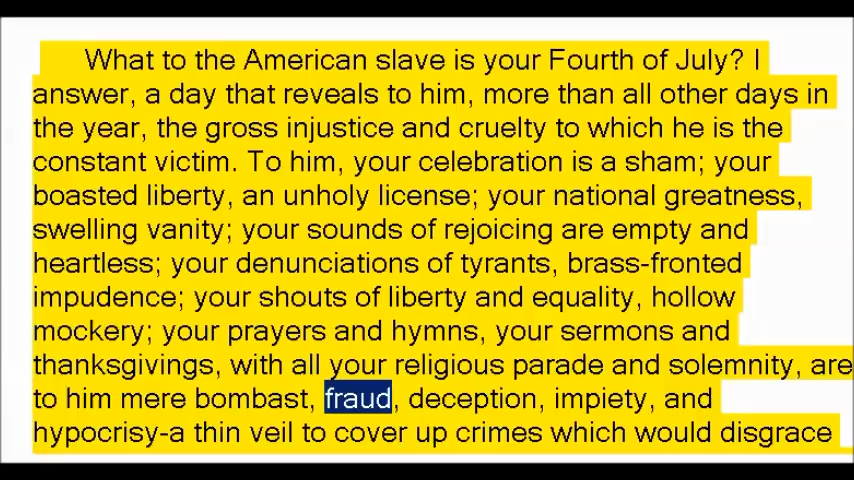 What to the American slave is your Fourth of July? I
answer, a day that reveals to him, more than all other days in
the year, the gross injustice and cruelty to which he is the
constant victim. To him, your celebration is a sham; your
boasted liberty, an unholy license; your national greatness,
swelling vanity; your sounds of rejoicing are empty and
heartless; your denunciations of tyrants, brass-fronted
impudence; your shouts of liberty and equality, hollow
mockery; your prayers and hymns, your sermons and
thanksgivings, with all your religious parade and solemnity, are
to him mere bombast, fraud, deception, impiety, and
hypocrisy-a thin veil to cover up crimes which would disgrace